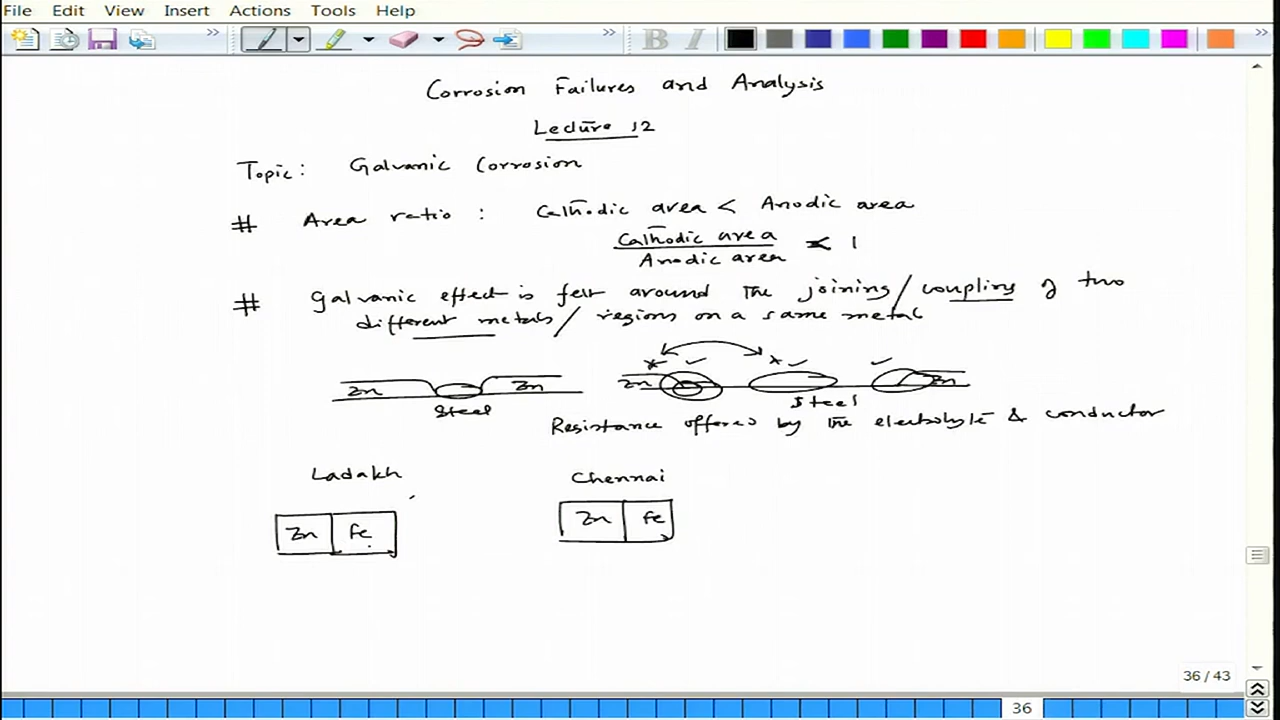 File Edit View Insert Actions Tools Help
Corrosion Failures and Analysis
Lecture 12
Topic: Galvanic Corrosion
# Area ratio : Cathodic area < Anodic area
Cathodic area
Anodic area
< 1
# Galvanic effect is felt around the joining/coupling of two
different metals/regions on a same metal
Zn Zn Zn Zn
Steel Steel
Resistance offered by the electrolyte & conductor
Ladakh Chennai
Zn Fe Zn Fe
36 / 43
36